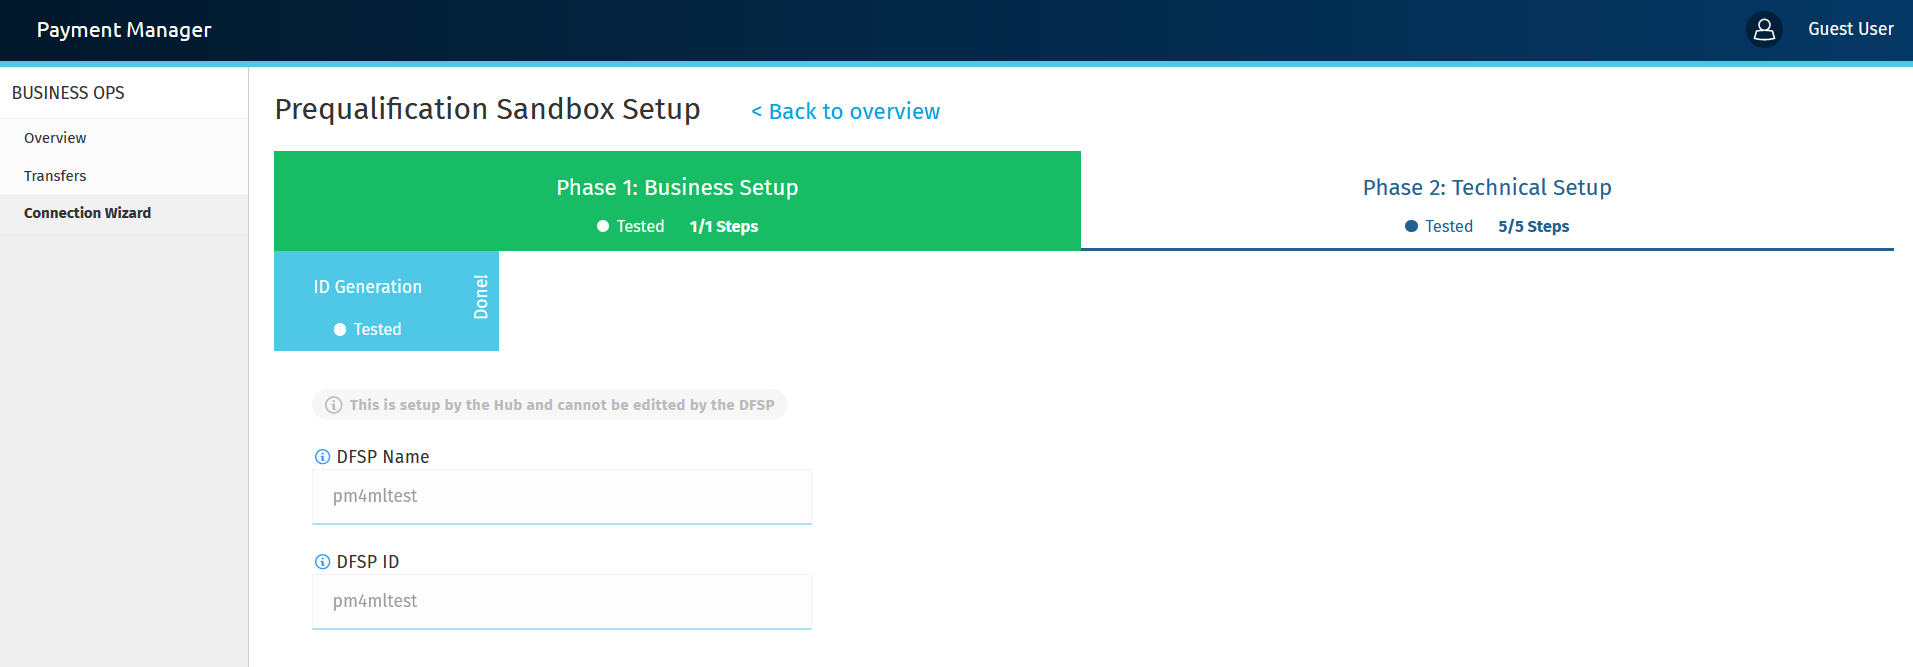 Payment Manager
Guest User
BUSINESS OPS
Overview
Transfers
Connection Wizard
Prequalification Sandbox Setup
< Back to overview
Phase 1: Business Setup
Tested 1/1 Steps
Phase 2: Technical Setup
Tested 5/5 Steps
ID Generation
Done!
Tested
This is setup by the Hub and cannot be editted by the DFSP
DFSP Name
pm4mltest
DFSP ID
pm4mltest